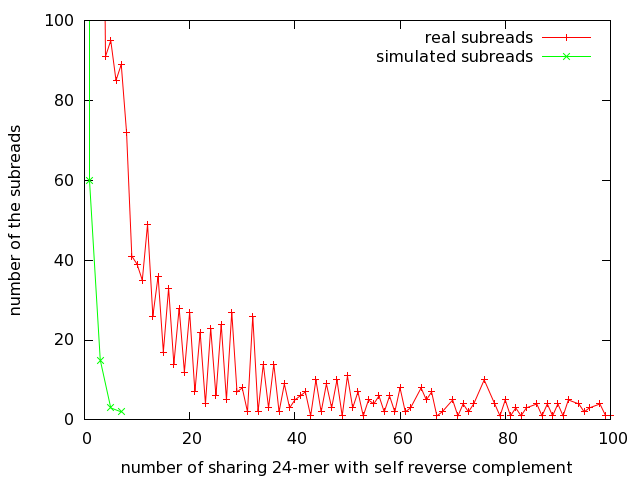 100
80
60
40
20
0
0 20 40 60 80 100
number of the subreads
number of sharing 24-mer with self reverse complement
real subreads
simulated subreads